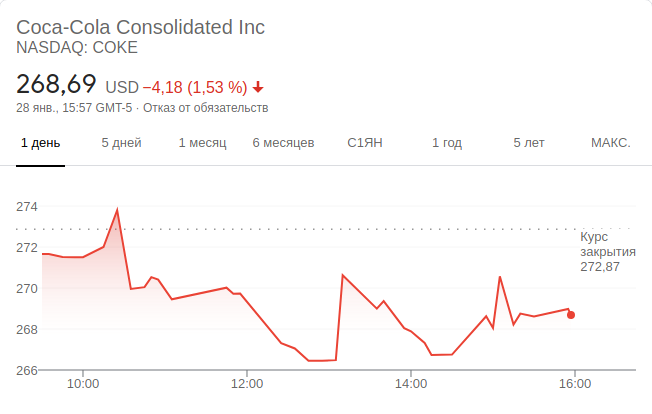 Coca-Cola Consolidated Inc
NASDAQ: COKE
268,69 USD −4,18 (1,53 %)
28 янв., 15:57 GMT-5 · Отказ от обязательств
1 день 5 дней 1 месяц 6 месяцев С1ЯН 1 год 5 лет МАКС.
274
272
270
268
266
Курс
закрытия
272,87
10:00 12:00 14:00 16:00